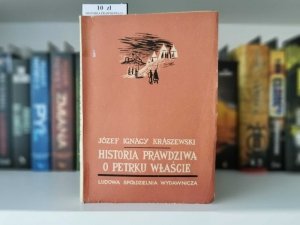 10 zł
JÓZEF IGNACY KRASZEWSKI
HISTORIA PRAWDZIWA
O PETRKU WŁAŚCIE
LUDOWA SPÓŁDZIELNIA WYDAWNICZA